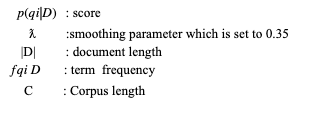 p(qi|D) : score
ƛ :smoothing parameter which is set to 0.35
|D| : document length
fqi D : term frequency
C : Corpus length